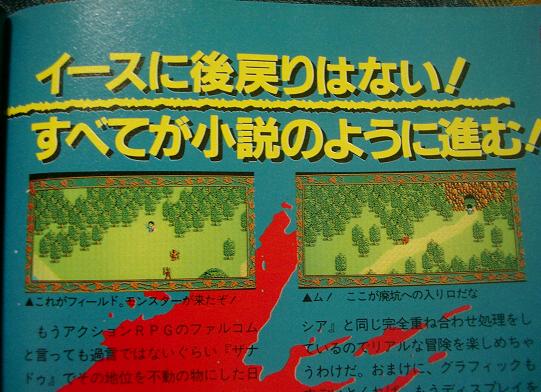 イースに後戻りはない!
すべてが小説のように進む!
▲これがフィールド。モンスターが来たぞ!
▲ム! ここが廃坑への入り口だな
もうアクションＲＰＧのファルコム
と言っても過言ではないぐらい『ザナ
ドゥ』でその地位を不動の物にした日
シア』と同じ完全重ね合わせ処理をし
ているのでリアルな冒険を楽しめちゃ
うわけだ。おまけに、グラフィックも